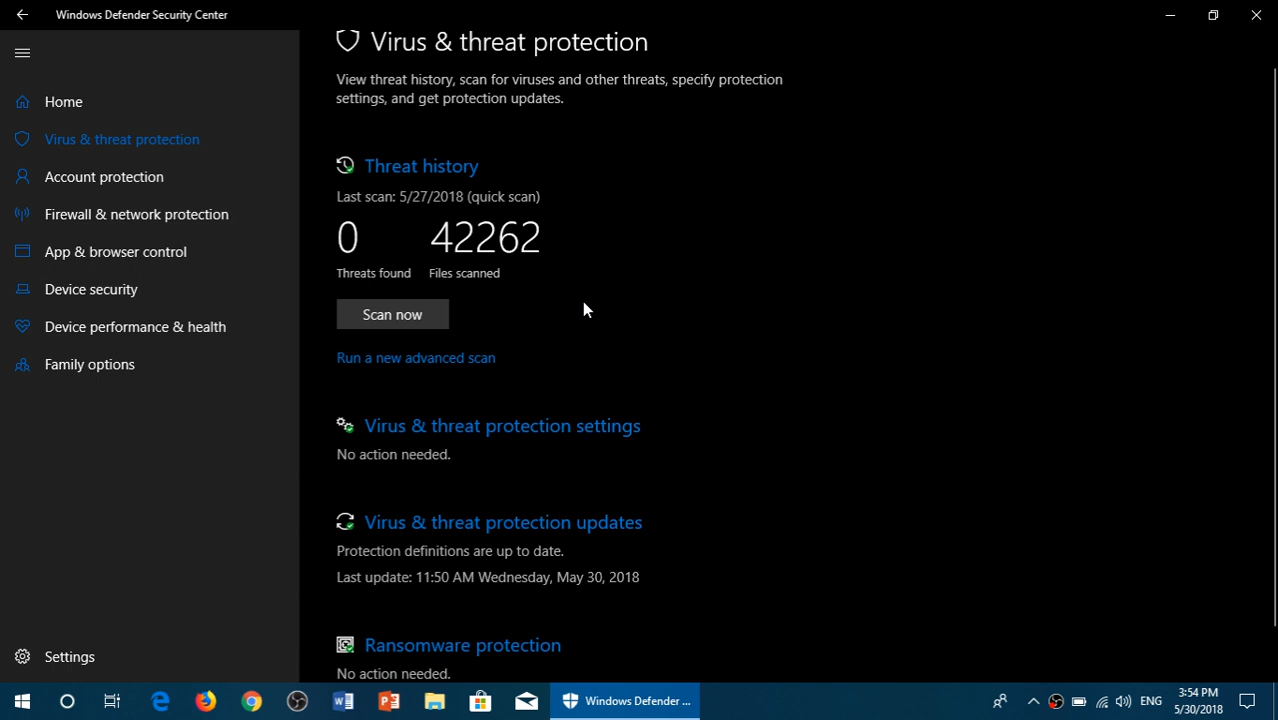 Windows Defender Security Center
Home
Virus & threat protection
Account protection
Firewall & network protection
App & browser control
Device security
Device performance & health
Family options
Settings
Virus & threat protection
View threat history, scan for viruses and other threats, specify protection
settings, and get protection updates.
Threat history
Last scan: 5/27/2018 (quick scan)
0 42262
Threats found Files scanned
Scan now
Run a new advanced scan
Virus & threat protection settings
No action needed.
Virus & threat protection updates
Protection definitions are up to date.
Last update: 11:50 AM Wednesday, May 30, 2018
Ransomware protection
No action needed.
Windows Defender ...
ENG
3:54 PM
5/30/2018